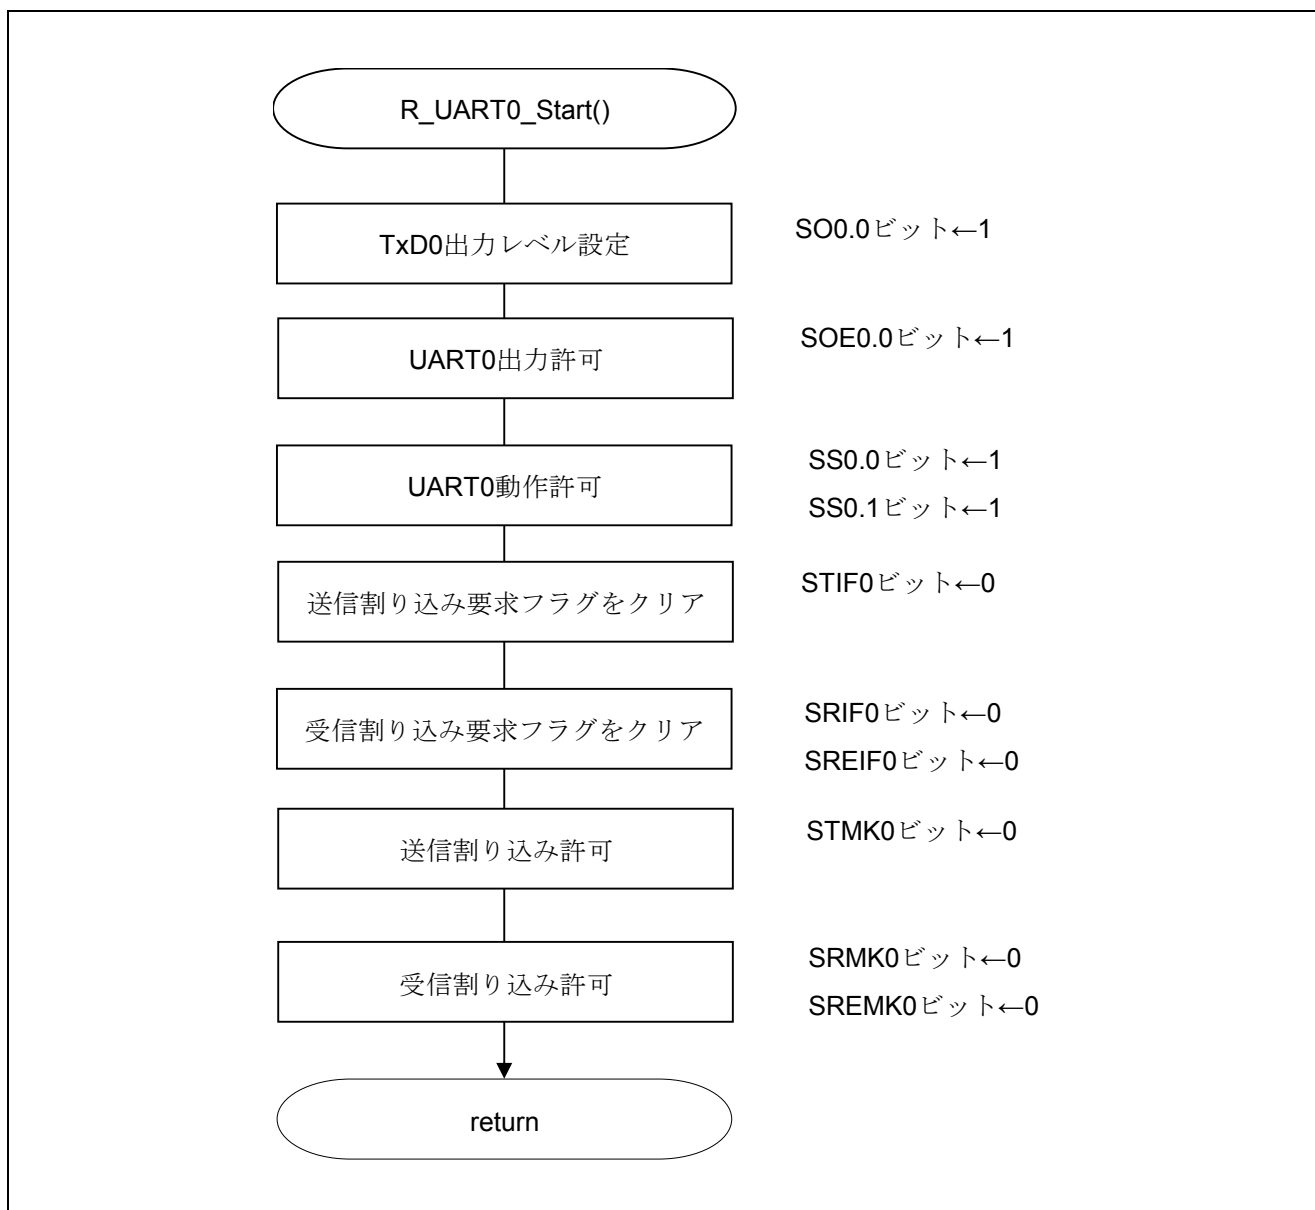 R_UART0_Start()
TxD0出力レベル設定
SO0.0ビット←1
UART0出力許可
SOE0.0ビット←1
UART0動作許可
SS0.0ビット←1
SS0.1ビット←1
送信割り込み要求フラグをクリア
STIF0ビット←0
受信割り込み要求フラグをクリア
SRIF0ビット←0
SREIF0ビット←0
送信割り込み許可
STMK0ビット←0
受信割り込み許可
SRMK0ビット←0
SREMK0ビット←0
return